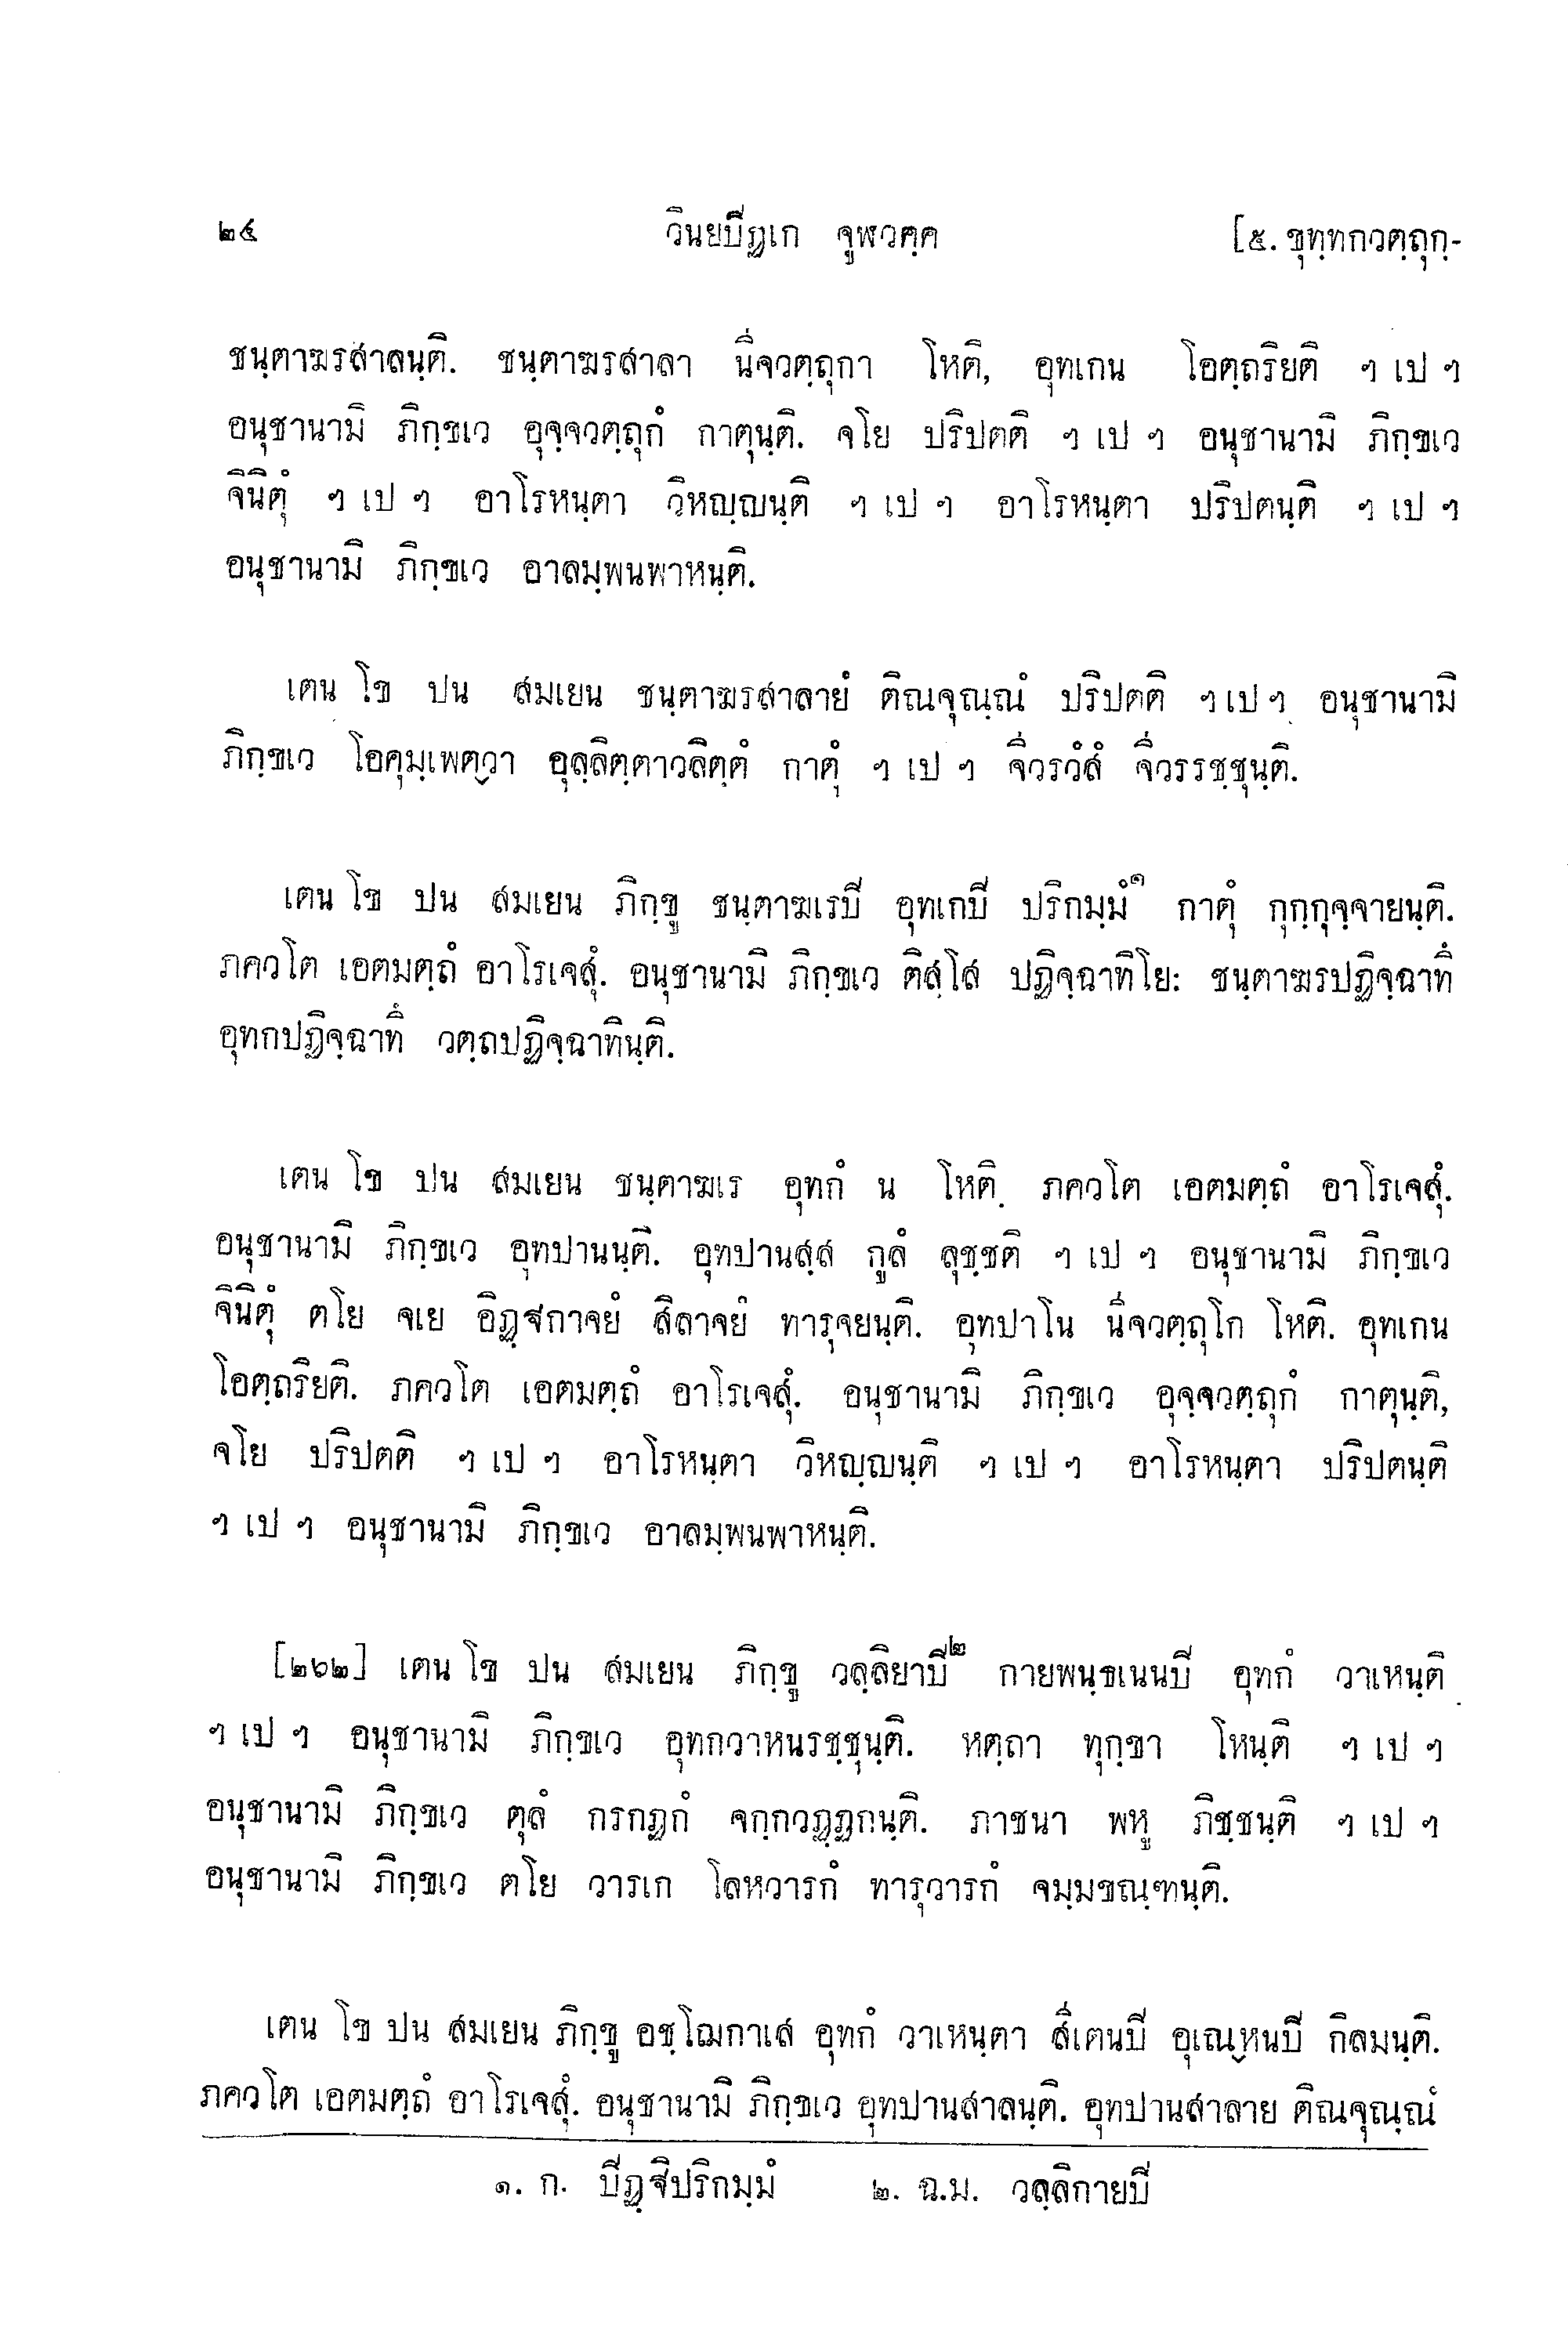 ๒๔ วินยปิฏเก จูฬวคฺค [๕. ขุทฺทกวตฺถุกฺ-
ชนฺตาฆรสาลนฺติ. ชนฺตาฆรสาลา นีจวตฺถุกา โหติ, อุทเกน โอตฺถริยติ ฯ เป ฯ
อนุชานามิ ภิกฺขเว อุจฺจวตฺถุกํ กาตุนฺติ. จโย ปริปตติ ฯ เป ฯ อนุชานามิ ภิกฺขเว
จินิตุํ ฯ เป ฯ อาโรหนฺตา วิหญฺญนฺติ ฯ เป ฯ อาโรหนฺตา ปริปตนฺติ ฯ เป ฯ
อนุชานามิ ภิกฺขเว อาลมฺพนพาหนฺติ.
เตน โข ปน สมเยน ชนฺตาฆรสาลายํ ติณจุณฺณํ ปริปตติ ฯ เป ฯ อนุชานามิ
ภิกฺขเว โอคุมฺเพตฺวา อุลฺลิตฺตาวลิตฺตํ กาตุํ ฯ เป ฯ จีวรวํสํ จีวรรชฺชุนฺติ.
เตน โข ปน สมเยน ภิกฺขู ชนฺตาฆเรปิ อุทเกปิ ปริกมฺมํ๑ กาตุํ กุกฺกุจฺจายนฺติ.
ภควโต เอตมตฺถํ อาโรเจสุํ. อนุชานามิ ภิกฺขเว ติสฺโส ปฏิจฺฉาทิโย: ชนฺตาฆรปฏิจฺฉาทึ
อุทกปฏิจฺฉาทึ วตฺถปฏิจฺฉาทินฺติ.
เตน โข ปน สมเยน ชนฺตาฆเร อุทกํ น โหติ. ภควโต เอตมตฺถํ อาโรเจสุํ.
อนุชานามิ ภิกฺขเว อุทปานนฺติ. อุทปานสฺส กูลํ ลุชฺชติ ฯ เป ฯ อนุชานามิ ภิกฺขเว
จินิตุํ ตโย จเย อิฏฺฐกาจยํ สิลาจยํ ทารุจยนฺติ. อุทปาโน นีจวตฺถุโก โหติ. อุทเกน
โอตฺถริยติ. ภควโต เอตมตฺถํ อาโรเจสุํ. อนุชานามิ ภิกฺขเว อุจฺจวตฺถุกํ กาตุนฺติ,
จโย ปริปตติ ฯ เป ฯ อาโรหนฺตา วิหญฺญนฺติ ฯ เป ฯ อาโรหนฺตา ปริปตนฺติ
ฯ เป ฯ อนุชานามิ ภิกฺขเว อาลมฺพนพาหนฺติ.
[๒๖๒] เตน โข ปน สมเยน ภิกฺขู วลฺลิยาปิ๒ กายพนฺธเนนปิ อุทกํ วาเหนฺติ
ฯ เป ฯ อนุชานามิ ภิกฺขเว อุทกวาหนรชฺชุนฺติ. หตฺถา ทุกฺขา โหนฺติ ฯ เป ฯ
อนุชานามิ ภิกฺขเว ตุลํ กรกฏกํ จกฺกวฏฺฏกนฺติ. ภาชนา พหู ภิชฺชนฺติ ฯ เป ฯ
อนุชานามิ ภิกฺขเว ตโย วารเก โลหวารกํ ทารุวารกํ จมฺมขณฺฑนฺติ.
เตน โข ปน สมเยน ภิกฺขู อชฺโฌกาเส อุทกํ วาเหนฺตา สีเตนปิ อุเณฺหนปิ กิลมนฺติ.
ภควโต เอตมตฺถํ อาโรเจสุํ. อนุชานามิ ภิกฺขเว อุทปานสาลนฺติ. อุทปานสาลาย ติณจุณฺณํ
๑. ก. ปิฏฺฐิปริกมฺมํ ๒. ฉ.ม. วลฺลิกายปิ